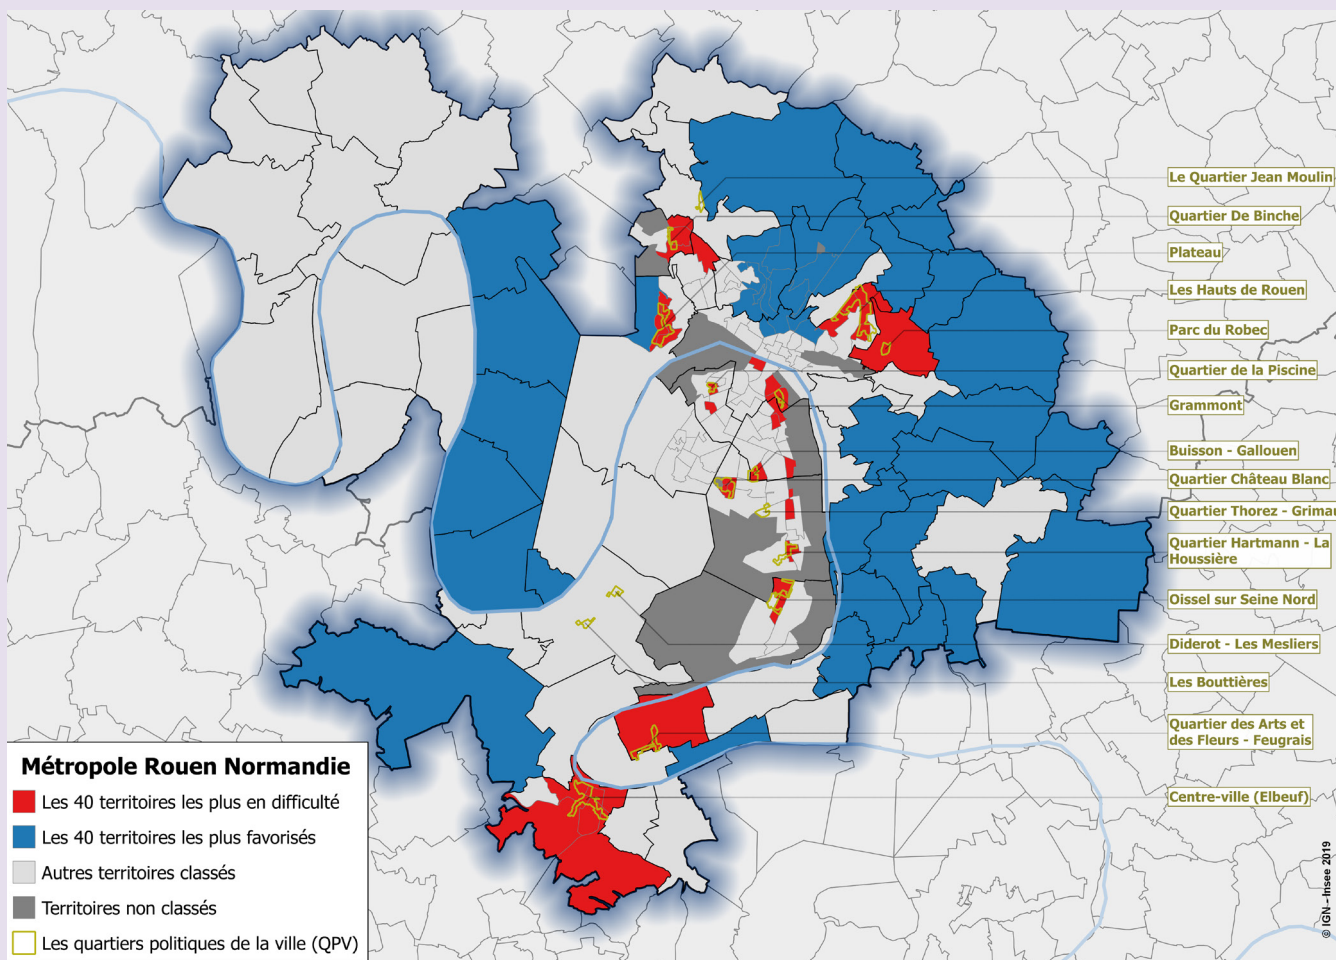 Le Quartier Jean Moulin
Quartier De Binche
Plateau
Les Hauts de Rouen
Parc du Robec
Quartier de la Piscine
Grammont
Buisson - Gallouen
Quartier Château Blanc
Quartier Thorez - Grimau
Quartier Hartmann - La
Houssière
Oissel sur Seine Nord
Diderot - Les Mesliers
Les Bouttières
Quartier des Arts et
des Fleurs - Feugrais
Centre-ville (Elbeuf)
Métropole Rouen Normandie
Les 40 territoires les plus en difficulté
Les 40 territoires les plus favorisés
Autres territoires classés
Territoires non classés
Les quartiers politiques de la ville (QPV)
© IGN - Insee 2019